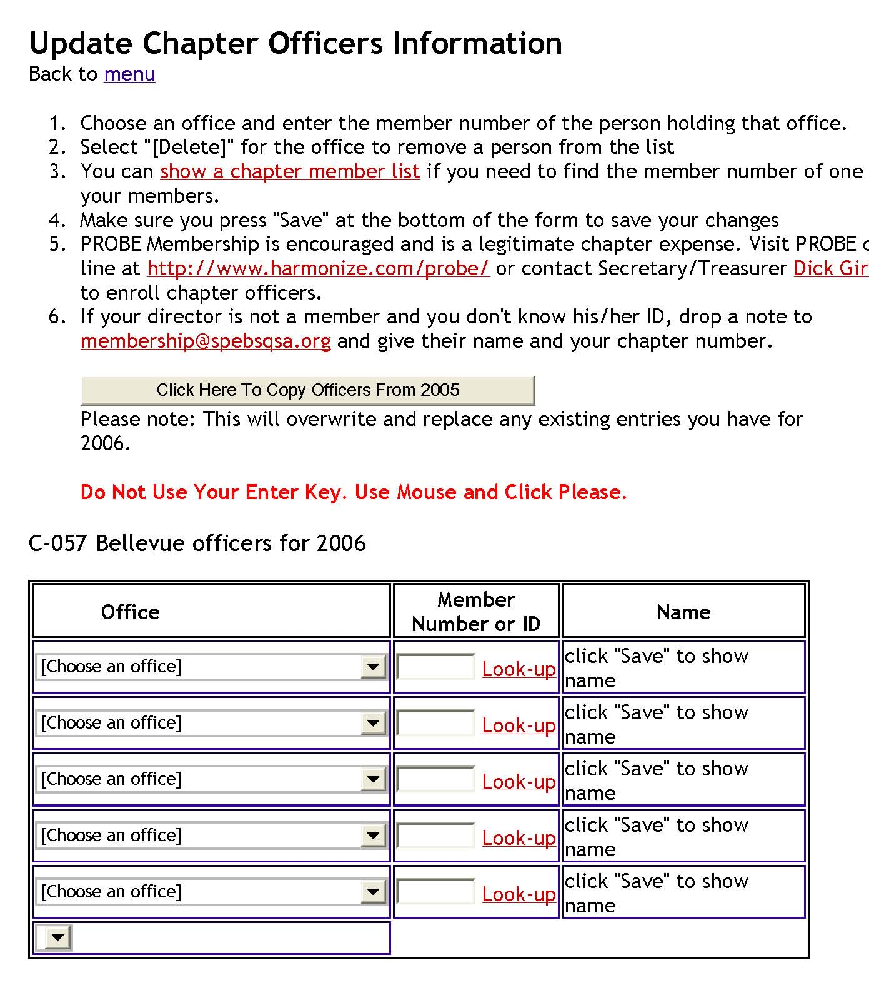 Update Chapter Officers Information
Back to menu
1. Choose an office and enter the member number of the person holding that office.
2. Select "[Delete]" for the office to remove a person from the list
3. You can show a chapter member list if you need to find the member number of one
your members.
4. Make sure you press "Save" at the bottom of the form to save your changes
5. PROBE Membership is encouraged and is a legitimate chapter expense. Visit PROBE
line at http://www.harmonize.com/probe/ or contact Secretary/Treasurer Dick
to enroll chapter officers.
6. If your director is not a member and you don't know his/her ID, drop a note to
membership@spebsqsa.org and give their name and your chapter number.
Click Here To Copy Officers From 2005
Please note: This will overwrite and replace any existing entries you have for
2006.
Do Not Use Your Enter Key. Use Mouse and Click Please.
C-057 Bellevue officers for 2006
Office
Member
Number or ID
Name
[Choose an office]
Look-up
click "Save" to show
name
[Choose an office]
Look-up
click "Save" to show
name
[Choose an office]
Look-up
click "Save" to show
name
[Choose an office]
Look-up
click "Save" to show
name
[Choose an office]
Look-up
click "Save" to show
name